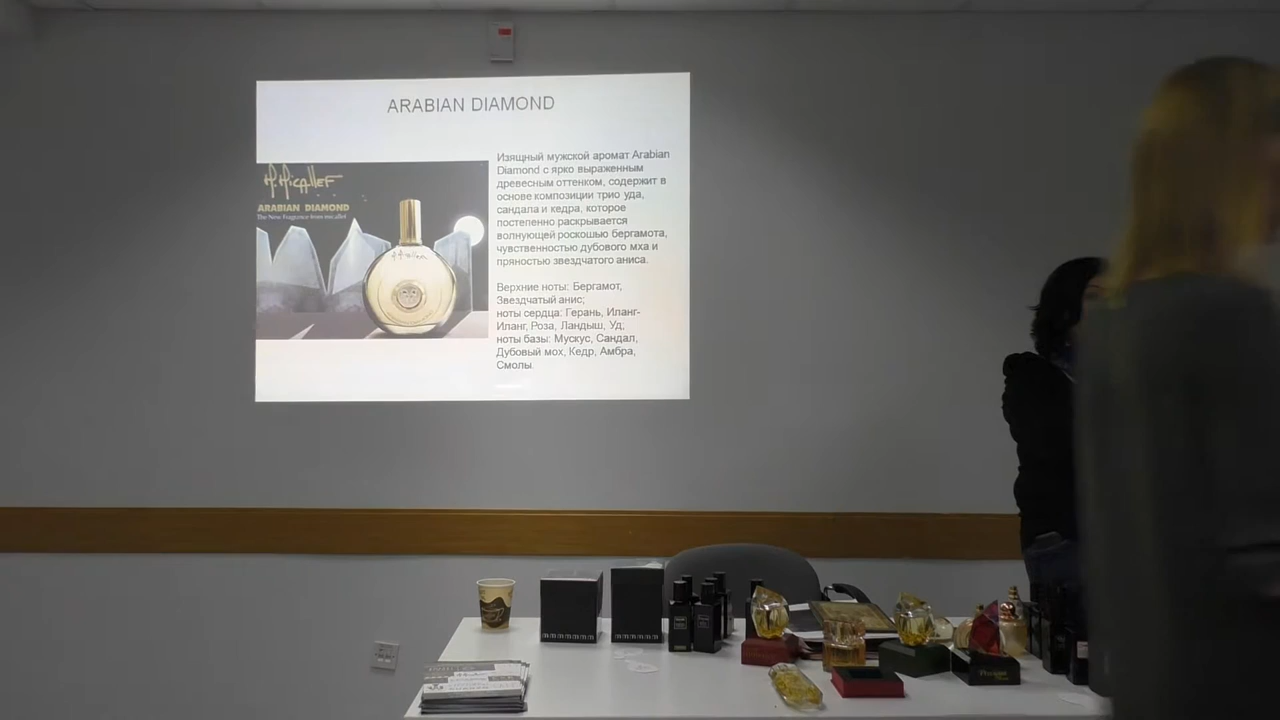 ARABIAN DIAMOND
M.Micallef
ARABIAN DIAMOND
The New Fragrance from micallef
Изящный мужской аромат Arabian
Diamond с ярко выраженным
древесным оттенком, содержит в
основе композиции трио уда,
сандала и кедра, которое
постепенно раскрывается
волнующей роскошью бергамота,
чувственностью дубового мха и
пряностью звездчатого аниса.
Верхние ноты: Бергамот,
Звездчатый анис;
ноты сердца: Герань, Иланг-
Иланг, Роза, Ландыш, Уд;
ноты базы: Мускус, Сандал,
Дубовый мох, Кедр, Амбра,
Смолы.